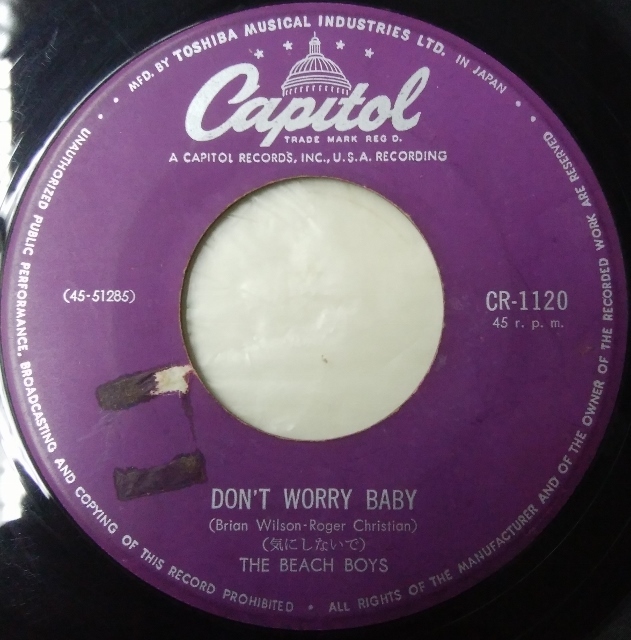 • • MFD. BY TOSHIBA MUSICAL INDUSTRIES LTD. IN JAPAN • •
Capitol
TRADE MARK REG D.
A CAPITOL RECORDS, INC., U.S.A. RECORDING
(45-51285)
CR-1120
45 r. p. m.
DON'T WORRY BABY
(Brian Wilson-Roger Christian)
(気にしないで)
THE BEACH BOYS
UNAUTHORIZED PUBLIC PERFORMANCE, BROADCASTING AND COPYING OF THIS RECORD PROHIBITED • ALL RIGHTS OF THE MANUFACTURER AND OF THE OWNER OF THE RECORDED WORK ARE RESERVED